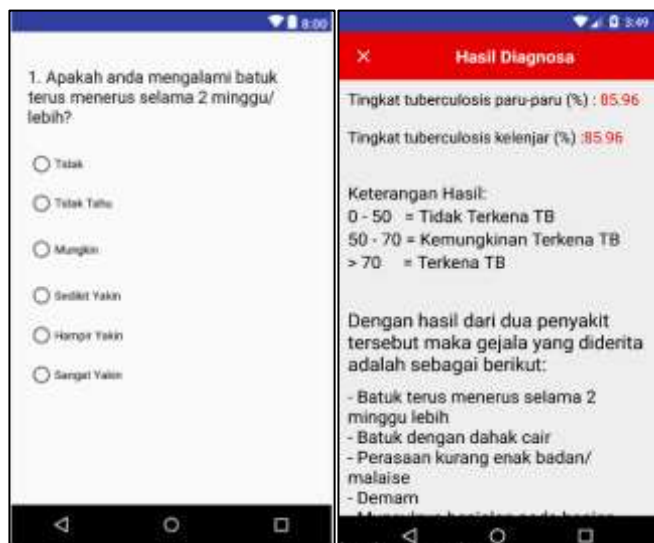 8:00
1. Apakah anda mengalami batuk
terus menerus selama 2 minggu/
lebih?
Tidak
Tidak Tahu
Mungkin
Sedikit Yakin
Hampir Yakin
Sangat Yakin
3:49
× Hasil Diagnosa
Tingkat tuberculosis paru-paru (%) : 85.96
Tingkat tuberculosis kelenjar (%) :85.96
Keterangan Hasil:
0 - 50 = Tidak Terkena TB
50 - 70 = Kemungkinan Terkena TB
> 70 = Terkena TB
Dengan hasil dari dua penyakit
tersebut maka gejala yang diderita
adalah sebagai berikut:
- Batuk terus menerus selama 2
minggu lebih
- Batuk dengan dahak cair
- Perasaan kurang enak badan/
malaise
- Demam